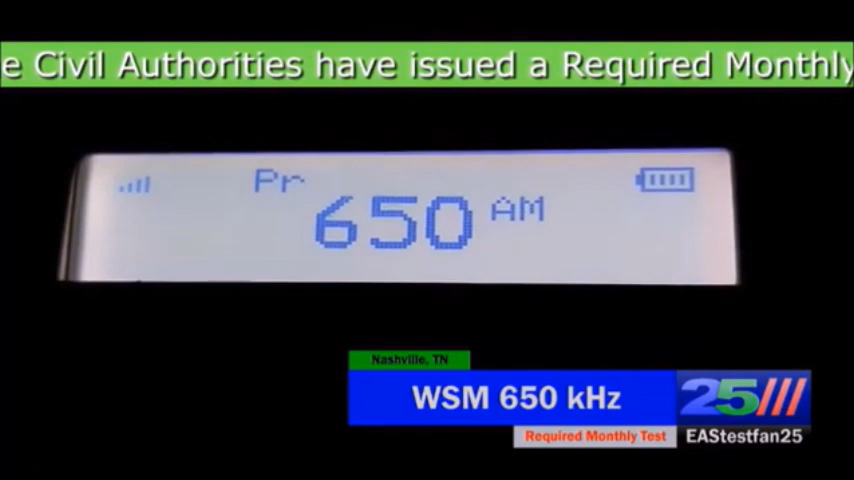 e Civil Authorities have issued a Required Monthly
Pr
650 AM
Nashville, TN
WSM 650 kHz
25///
Required Monthly Test
EAStestfan25